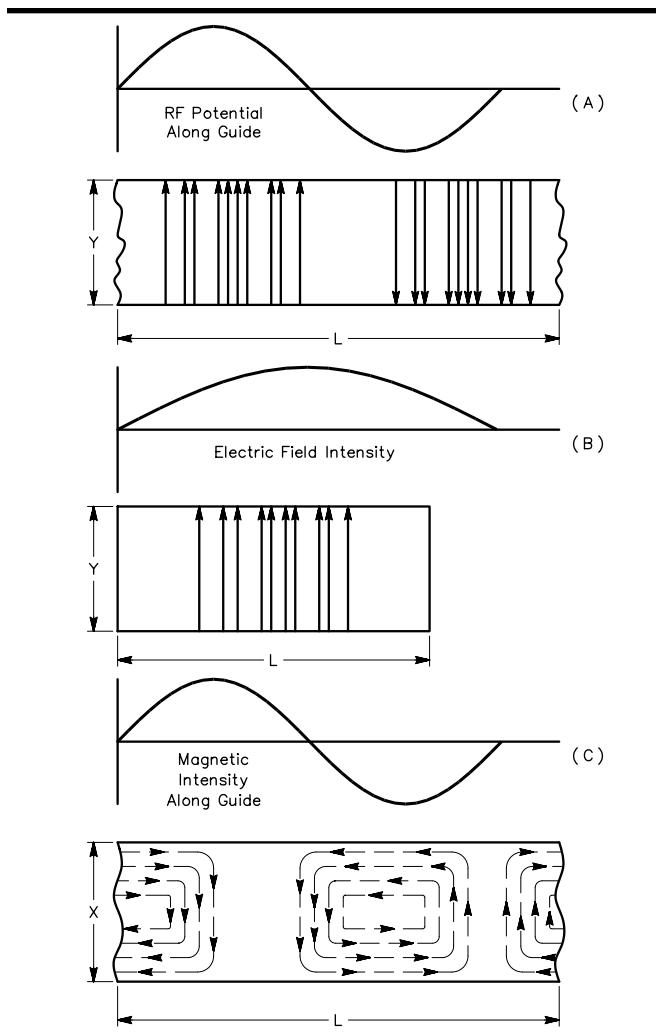 (A)
RF Potential
Along Guide
Y
L
(B)
Electric Field Intensity
Y
L
(C)
Magnetic
Intensity
Along Guide
X
L